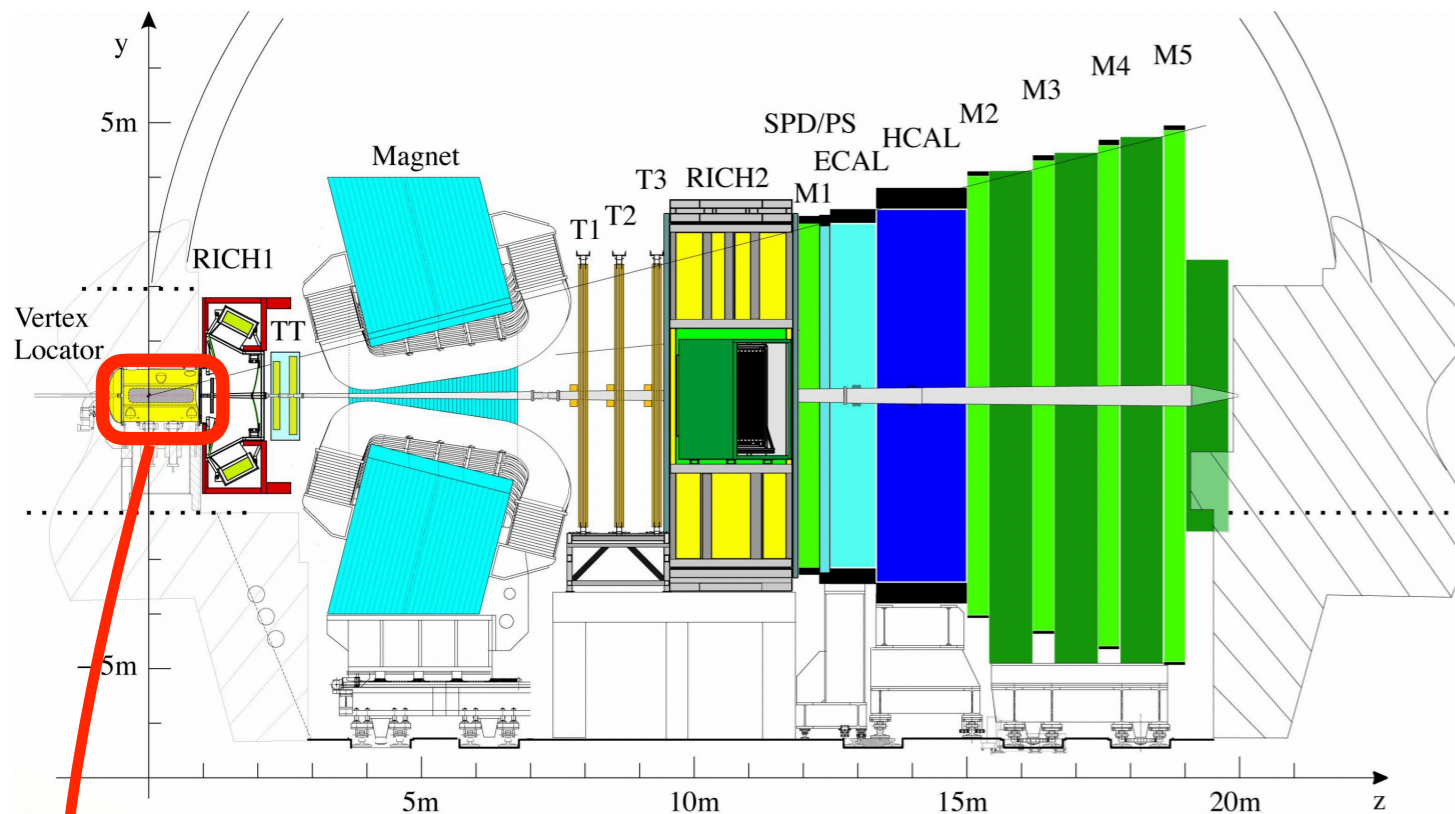 y
5m
Magnet
SPD/PS
ECAL
HCAL
M2
M3
M4
M5
T3
RICH2
M1
T1
T2
RICH1
Vertex
Locator
TT
5m
5m
10m
15m
20m
z